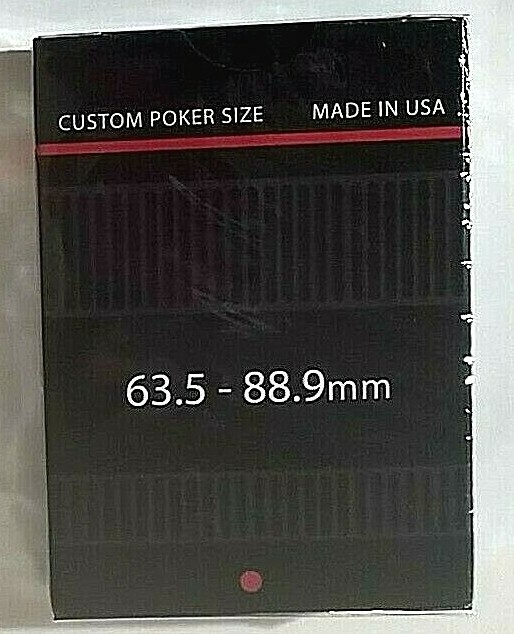 CUSTOM POKER SIZE MADE IN USA
63.5 - 88.9mm